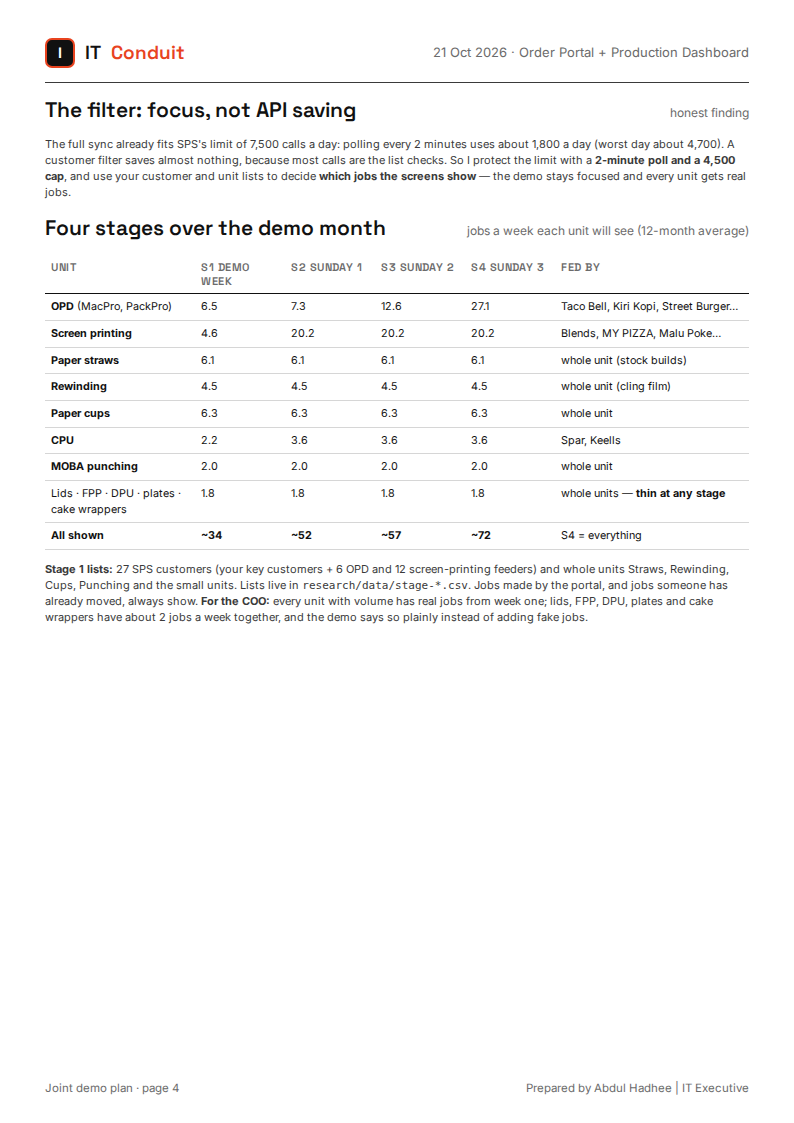 I IT Conduit
21 Oct 2026 · Order Portal + Production Dashboard
The filter: focus, not API saving
honest finding
The full sync already fits SPS's limit of 7,500 calls a day: polling every 2 minutes uses about 1,800 a day (worst day about 4,700). A
customer filter saves almost nothing, because most calls are the list checks. So I protect the limit with a 2-minute poll and a 4,500
cap, and use your customer and unit lists to decide which jobs the screens show — the demo stays focused and every unit gets real
jobs.
Four stages over the demo month
jobs a week each unit will see (12-month average)
UNIT S1 DEMO WEEK S2 SUNDAY 1 S3 SUNDAY 2 S4 SUNDAY 3 FED BY
OPD (MacPro, PackPro) 6.5 7.3 12.6 27.1 Taco Bell, Kiri Kopi, Street Burger…
Screen printing 4.6 20.2 20.2 20.2 Blends, MY PIZZA, Malu Poke…
Paper straws 6.1 6.1 6.1 6.1 whole unit (stock builds)
Rewinding 4.5 4.5 4.5 4.5 whole unit (cling film)
Paper cups 6.3 6.3 6.3 6.3 whole unit
CPU 2.2 3.6 3.6 3.6 Spar, Keells
MOBA punching 2.0 2.0 2.0 2.0 whole unit
Lids · FPP · DPU · plates · cake wrappers 1.8 1.8 1.8 1.8 whole units — thin at any stage
All shown ~34 ~52 ~57 ~72 S4 = everything
Stage 1 lists: 27 SPS customers (your key customers + 6 OPD and 12 screen-printing feeders) and whole units Straws, Rewinding,
Cups, Punching and the small units. Lists live in research/data/stage-*.csv. Jobs made by the portal, and jobs someone has
already moved, always show. For the COO: every unit with volume has real jobs from week one; lids, FPP, DPU, plates and cake
wrappers have about 2 jobs a week together, and the demo says so plainly instead of adding fake jobs.
Joint demo plan · page 4
Prepared by Abdul Hadhee | IT Executive